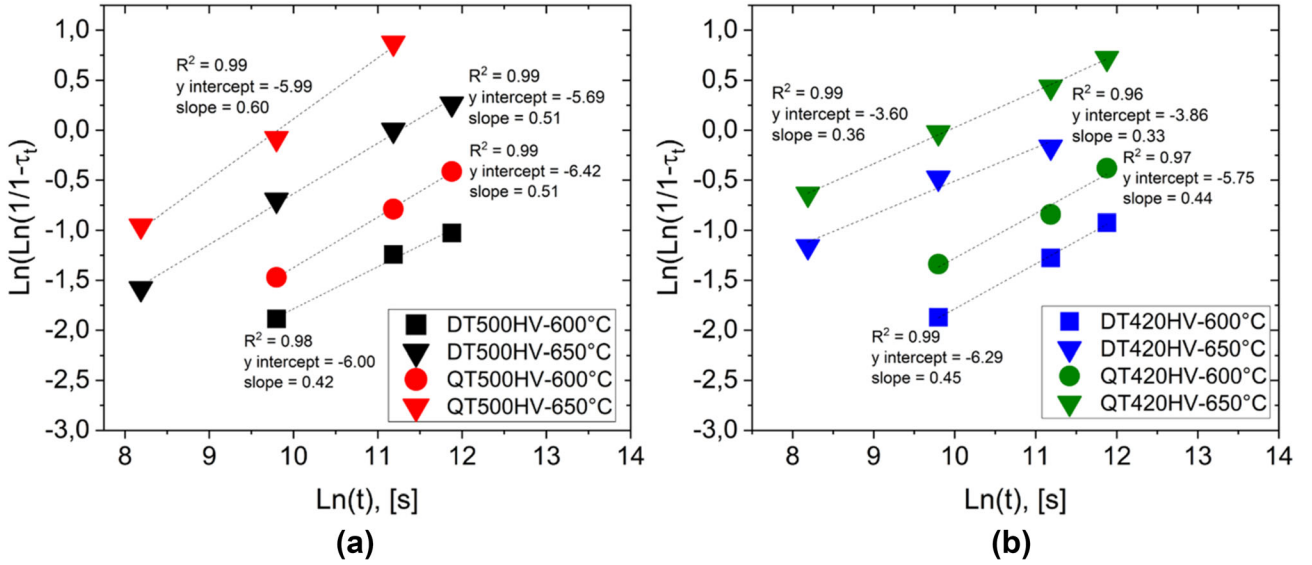 Ln(Ln(1/1-τt)
1,0
0,5
0,0
-0,5
-1,0
-1,5
-2,0
-2,5
-3,0
R2 = 0.99
y intercept = -5.99
slope = 0.60
R2 = 0.99
y intercept = -5.69
slope = 0.51
R2 = 0.99
y intercept = -6.42
slope = 0.51
R2 = 0.98
y intercept = -6.00
slope = 0.42
DT500HV-600°C
DT500HV-650°C
QT500HV-600°C
QT500HV-650°C
8 9 10 11 12 13 14
Ln(t), [s]
(a)
Ln(Ln(1/1-τt)
1,0
0,5
0,0
-0,5
-1,0
-1,5
-2,0
-2,5
-3,0
R2 = 0.99
y intercept = -3.60
slope = 0.36
R2 = 0.96
y intercept = -3.86
slope = 0.33
R2 = 0.97
y intercept = -5.75
slope = 0.44
R2 = 0.99
y intercept = -6.29
slope = 0.45
DT420HV-600°C
DT420HV-650°C
QT420HV-600°C
QT420HV-650°C
8 9 10 11 12 13 14
Ln(t), [s]
(b)